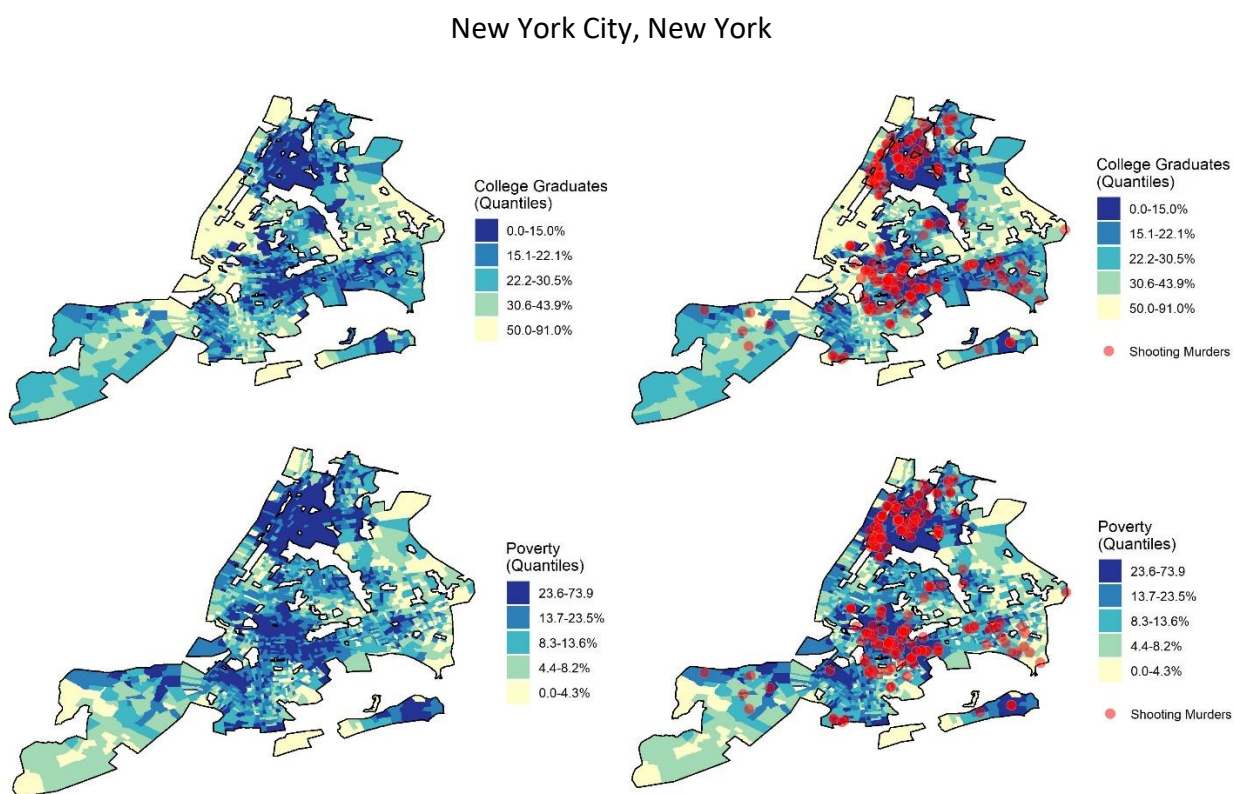 New York City, New York
College Graduates
(Quantiles)
0.0-15.0%
15.1-22.1%
22.2-30.5%
30.6-43.9%
50.0-91.0%
College Graduates
(Quantiles)
0.0-15.0%
15.1-22.1%
22.2-30.5%
30.6-43.9%
50.0-91.0%
Shooting Murders
Poverty
(Quantiles)
23.6-73.9
13.7-23.5%
8.3-13.6%
4.4-8.2%
0.0-4.3%
Poverty
(Quantiles)
23.6-73.9
13.7-23.5%
8.3-13.6%
4.4-8.2%
0.0-4.3%
Shooting Murders